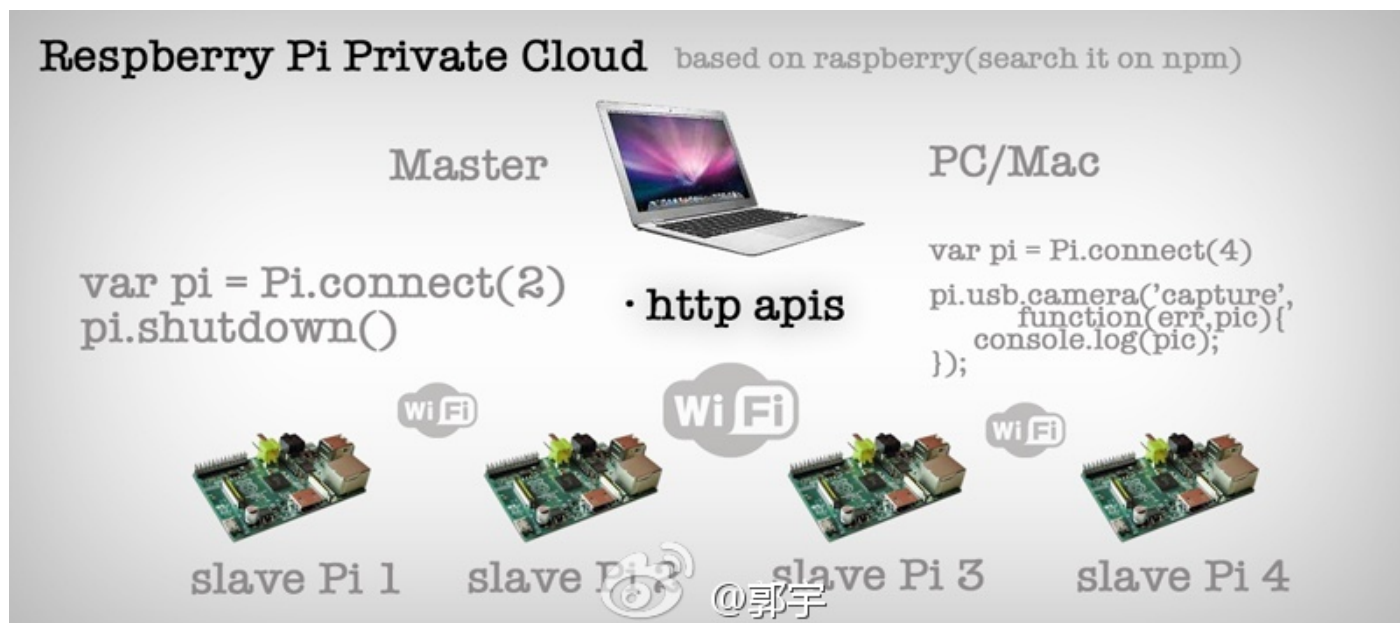 Respberry Pi Private Cloud based on raspberry(search it on npm)
Master
PC/Mac
var pi = Pi.connect(2)
pi.shutdown()
· http apis
var pi = Pi.connect(4)
pi.usb.camera('capture',
function(err,pic){
console.log(pic);
});
WiFi
WiFi
WiFi
slave Pi 1
slave Pi 2
slave Pi 3
slave Pi 4
@郭宇